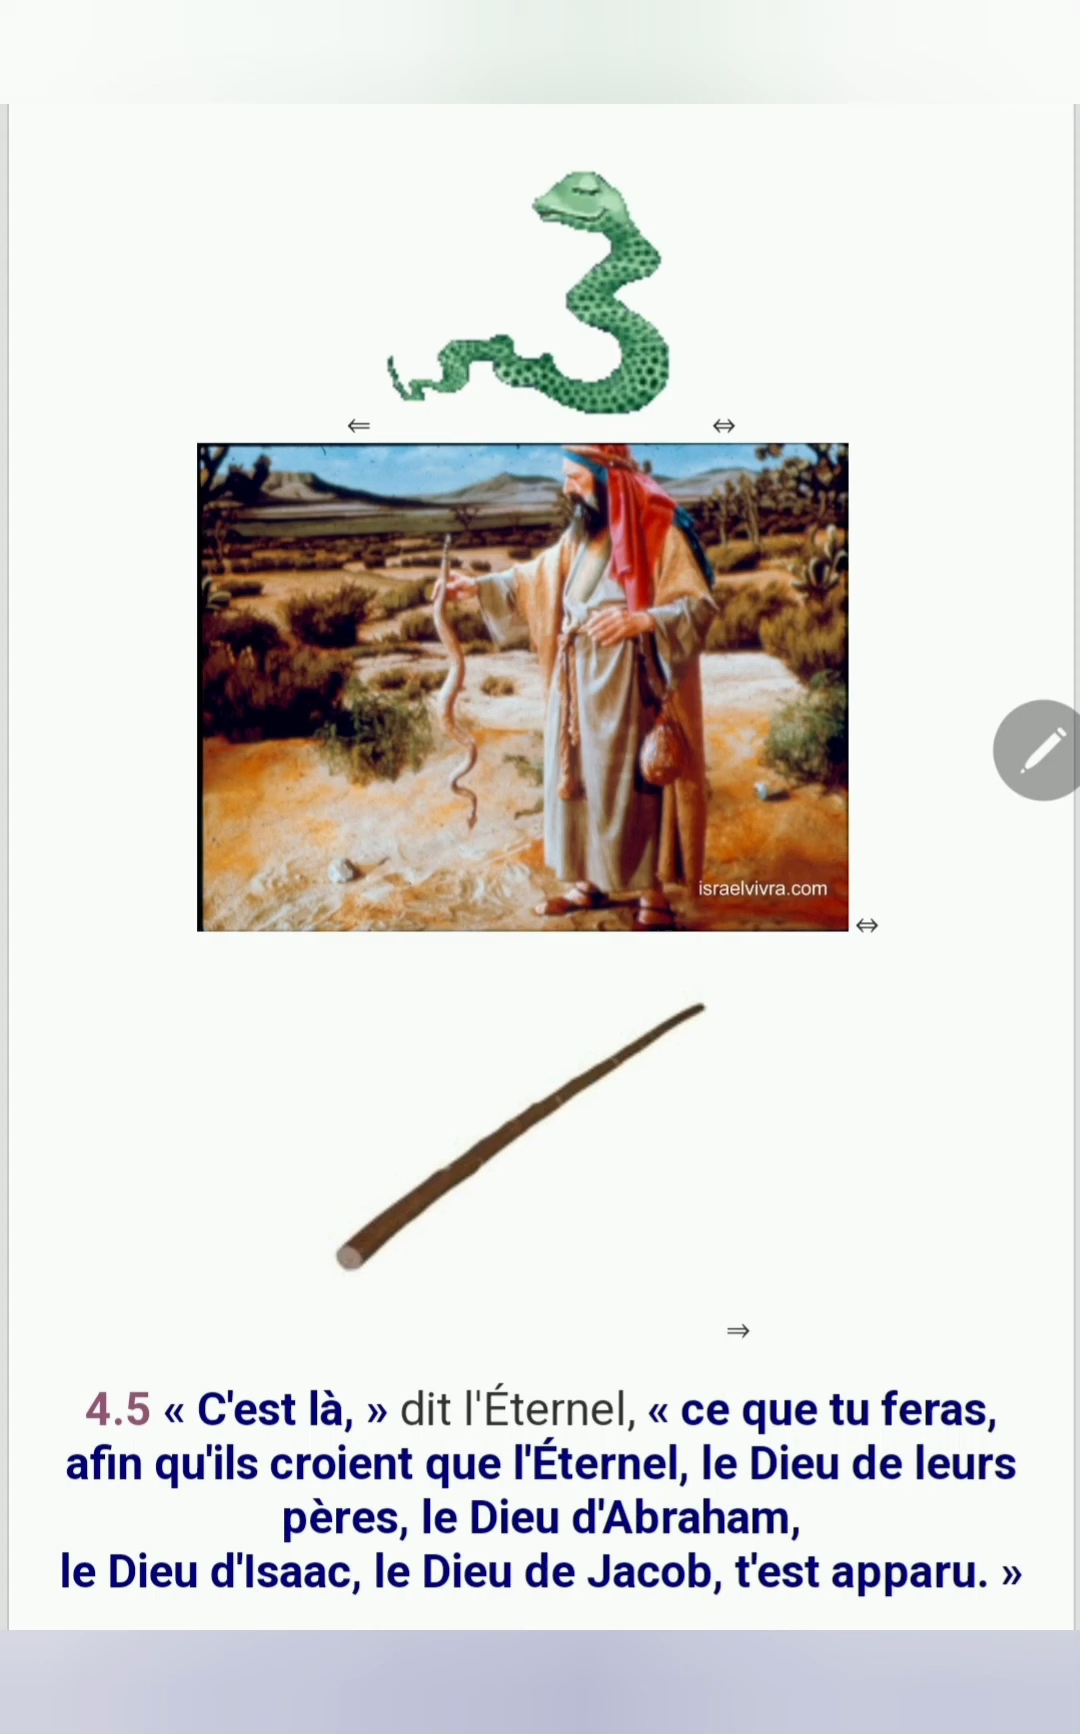 ⇐ ⇔
israelvivra.com
⇔
⇒
4.5 « C'est là, » dit l'Éternel, « ce que tu feras,
afin qu'ils croient que l'Éternel, le Dieu de leurs
pères, le Dieu d'Abraham,
le Dieu d'Isaac, le Dieu de Jacob, t'est apparu. »